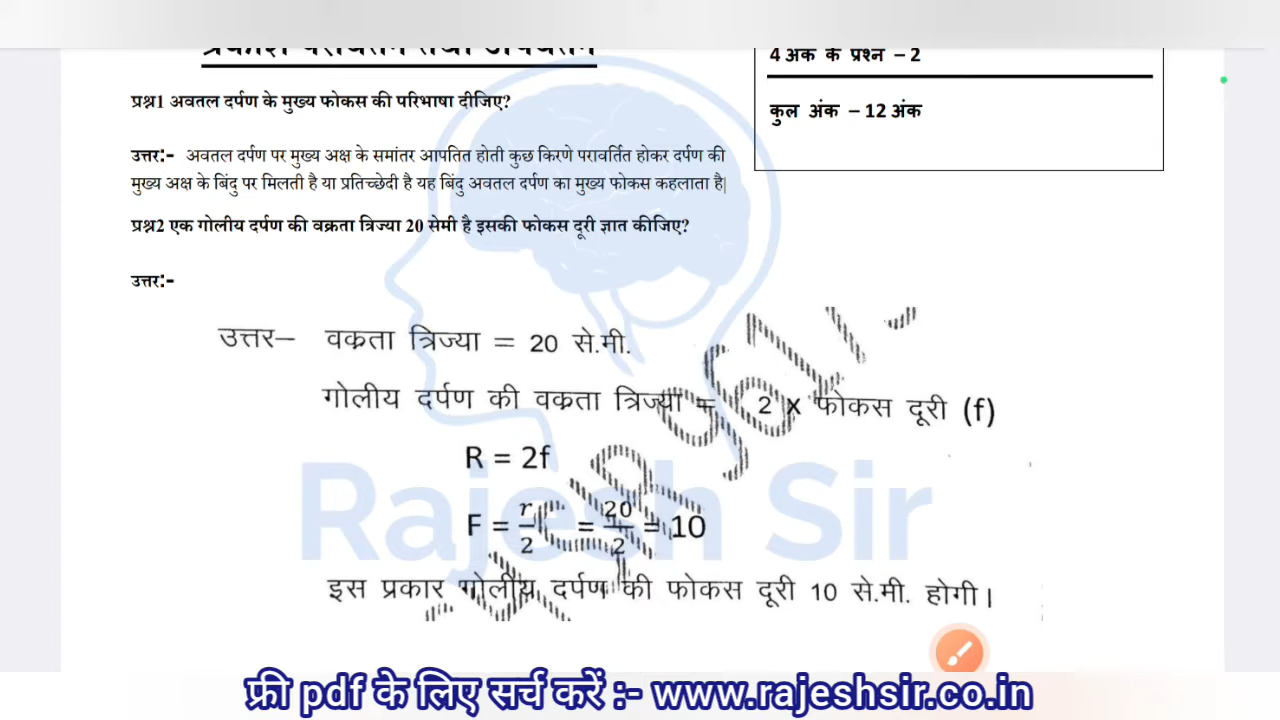 4 अंक के प्रश्न – 2
कुल अंक – 12 अंक
प्रश्न1 अवतल दर्पण के मुख्य फोकस की परिभाषा दीजिए?
उत्तर:- अवतल दर्पण पर मुख्य अक्ष के समांतर आपतित होती कुछ किरणे परावर्तित होकर दर्पण की
मुख्य अक्ष के बिंदु पर मिलती है या प्रतिच्छेदी है यह बिंदु अवतल दर्पण का मुख्य फोकस कहलाता है|
प्रश्न2 एक गोलीय दर्पण की वक्रता त्रिज्या 20 सेमी है इसकी फोकस दूरी ज्ञात कीजिए?
उत्तर:-
उत्तर– वक्रता त्रिज्या = 20 से.मी.
गोलीय दर्पण की वक्रता त्रिज्या = 2 x फोकस दूरी (f)
R = 2f
F = r/2 = 20/2 = 10
इस प्रकार गोलीय दर्पण की फोकस दूरी 10 से.मी. होगी।
Rajesh Sir
फ्री pdf के लिए सर्च करें :- www.rajeshsir.co.in